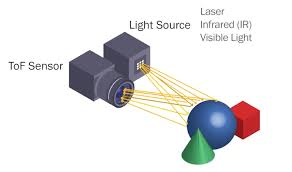 Light Source
Laser
Infrared (IR)
Visible Light
ToF Sensor